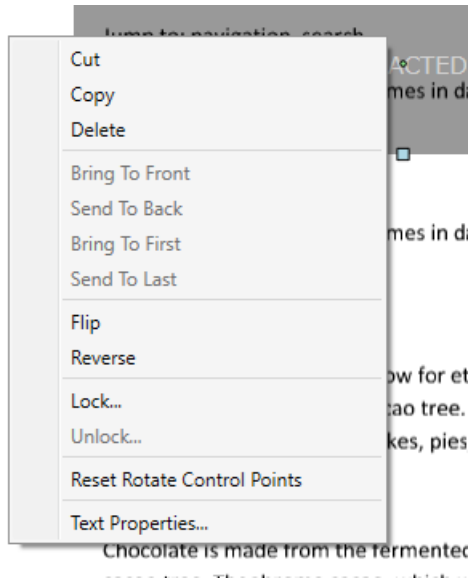 Jump to: navigation, search
ACTED
mes in da
Cut
Copy
Delete
Bring To Front
Send To Back
Bring To First
Send To Last
mes in da
Flip
Reverse
Lock...
Unlock...
Reset Rotate Control Points
Text Properties...
ow for et
cao tree.
kes, pies
Chocolate is made from the fermented